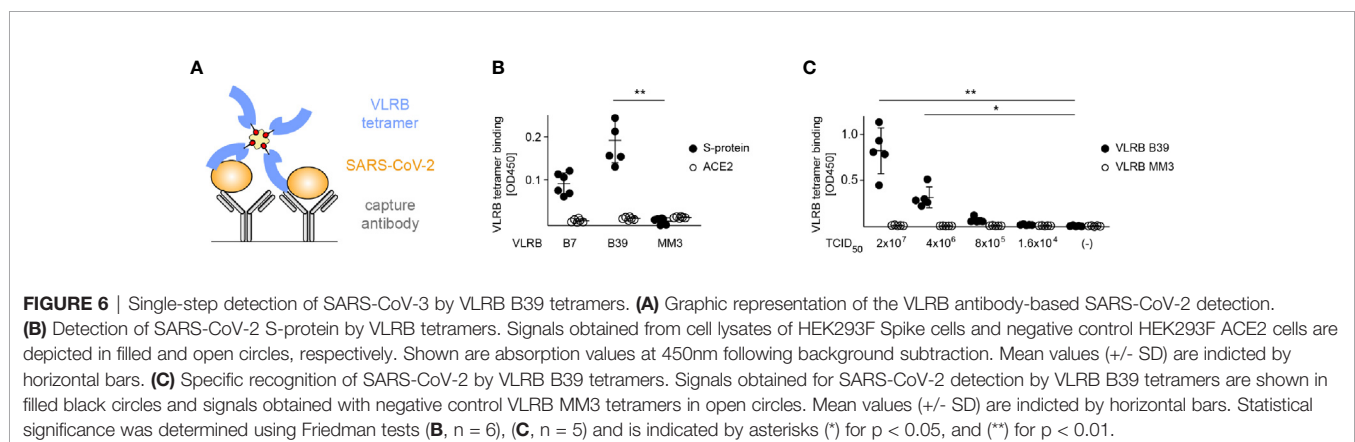 A
VLRB
tetramer
SARS-CoV-2
capture
antibody
B
**
VLRB tetramer binding
[OD450]
0.2
0.1
S-protein
ACE2
VLRB B7 B39 MM3
C
**
*
VLRB tetramer binding
[OD450]
1.0
0.5
VLRB B39
VLRB MM3
TCID50 2x10⁷ 4x10⁶ 8x10⁵ 1.6x10⁴ (-)
FIGURE 6 | Single-step detection of SARS-CoV-3 by VLRB B39 tetramers. (A) Graphic representation of the VLRB antibody-based SARS-CoV-2 detection.
(B) Detection of SARS-CoV-2 S-protein by VLRB tetramers. Signals obtained from cell lysates of HEK293F Spike cells and negative control HEK293F ACE2 cells are
depicted in filled and open circles, respectively. Shown are absorption values at 450nm following background subtraction. Mean values (+/- SD) are indicted by
horizontal bars. (C) Specific recognition of SARS-CoV-2 by VLRB B39 tetramers. Signals obtained for SARS-CoV-2 detection by VLRB B39 tetramers are shown in
filled black circles and signals obtained with negative control VLRB MM3 tetramers in open circles. Mean values (+/- SD) are indicted by horizontal bars. Statistical
significance was determined using Friedman tests (B, n = 6), (C, n = 5) and is indicated by asterisks (*) for p < 0.05, and (**) for p < 0.01.